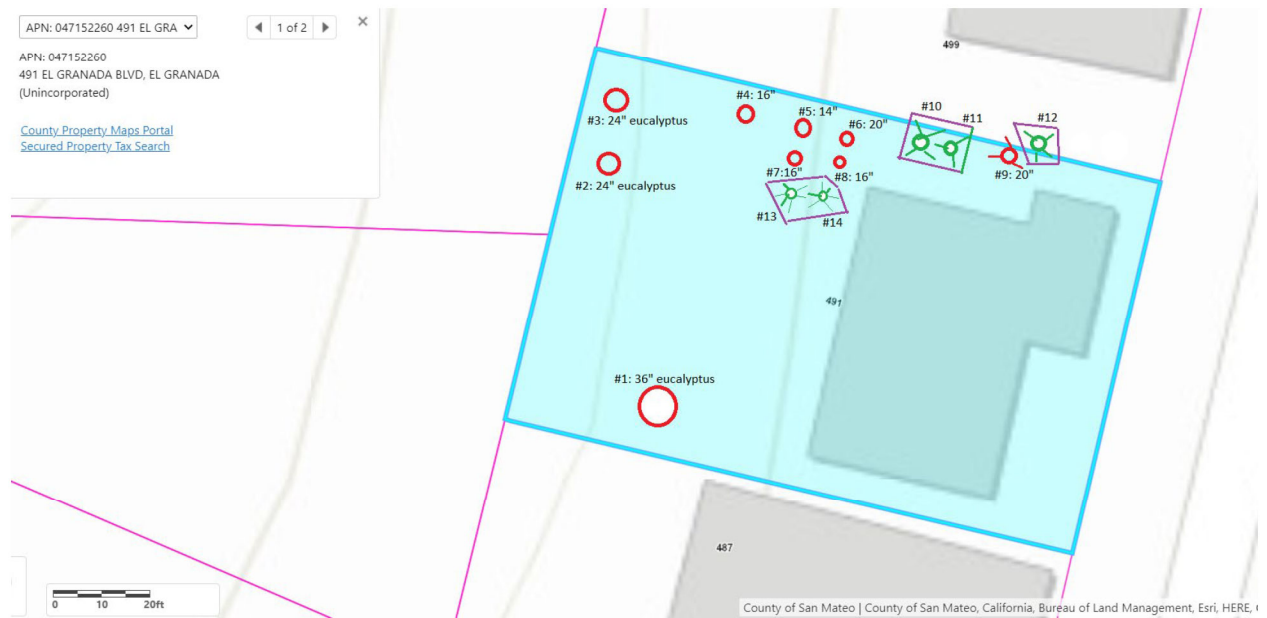 APN: 047152260 491 EL GRA
1 of 2
APN: 047152260
491 EL GRANADA BLVD, EL GRANADA
(Unincorporated)
County Property Maps Portal
Secured Property Tax Search
499
#4: 16"
#3: 24" eucalyptus
#5: 14"
#6: 20"
#10
#11
#12
#2: 24" eucalyptus
#7:16"
#8: 16"
#9: 20"
#13
#14
491
#1: 36" eucalyptus
487
0 10 20ft
County of San Mateo | County of San Mateo, California, Bureau of Land Management, Esri, HERE,